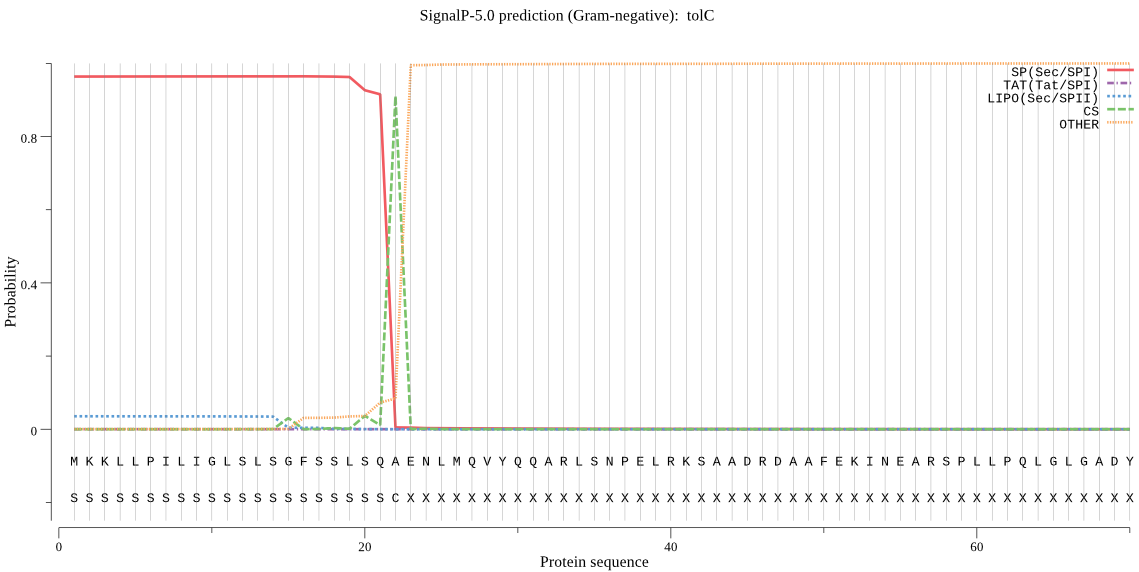 SignalP-5.0 prediction (Gram-negative): tolC
SP(Sec/SPI)
TAT(Tat/SPI)
LIPO(Sec/SPII)
CS
OTHER
0.8
0.4
0
Probability
M K K L L P I L I G L S L S G F S S L S Q A E N L M Q V Y Q Q A R L S N P E L R K S A A D R D A A F E K I N E A R S P L L P Q L G L G A D Y
S S S S S S S S S S S S S S S S S S S S S C X X X X X X X X X X X X X X X X X X X X X X X X X X X X X X X X X X X X X X X X X X X X X X X X
0 20 40 60
Protein sequence